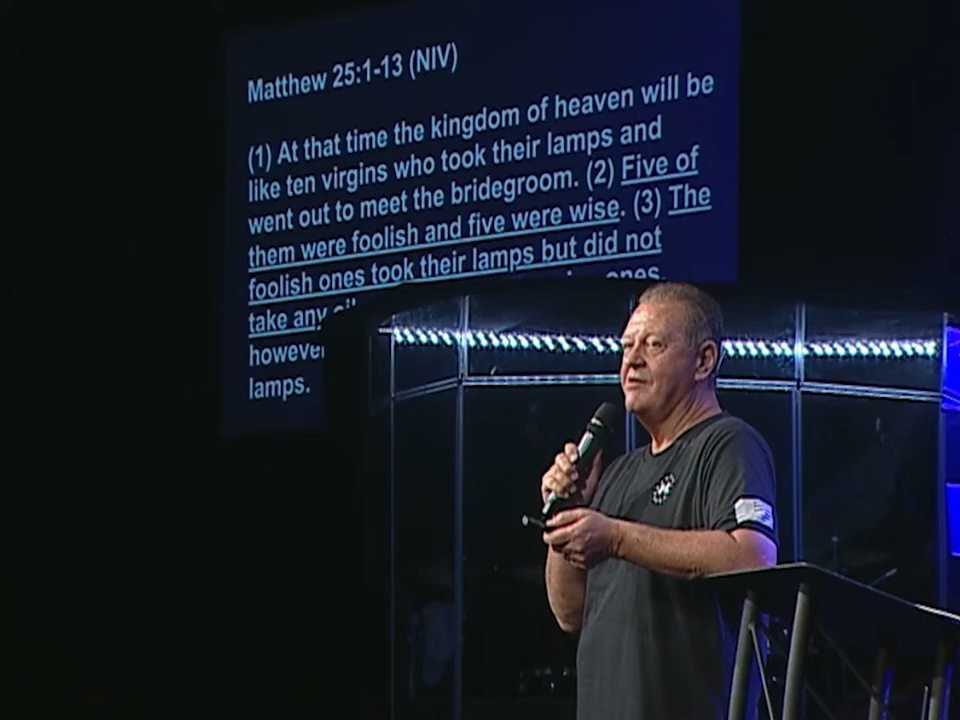 Matthew 25:1-13 (NIV)
(1) At that time the kingdom of heaven will be
like ten virgins who took their lamps and
went out to meet the bridegroom. (2) Five of
them were foolish and five were wise. (3) The
foolish ones took their lamps but did not
take any ones,
however
lamps.